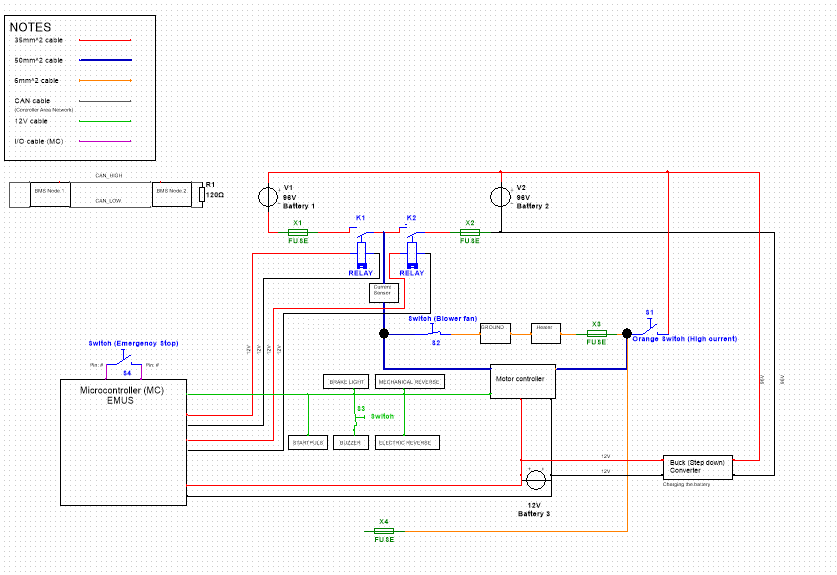 NOTES
35mm^2 cable
50mm^2 cable
6mm^2 cable
CAN cable
(Controller Area Network)
12V cable
I/O cable (MC)
CAN_HIGH
BMS Node 1
BMS Node 2
R1
120Ω
CAN_LOW
V1
96V
Battery 1
V2
96V
Battery 2
X1
FUSE
K1
K2
X2
FUSE
RELAY
RELAY
Current
Sensor
Switch (Blower fan)
S2
GROUND
Heater
X3
FUSE
S1
Orange Switch (High current)
Switch (Emergency Stop)
Pin: #
Pin: #
S4
12V
12V
12V
12V
96V
96V
Microcontroller (MC)
EMUS
BRAKE LIGHT
MECHANICAL REVERSE
Motor controller
S3
Switch
START PULS
BUZZER
ELECTRIC REVERSE
12V
12V
Buck (Step down)
Converter
Charging the battery
12V
Battery 3
X4
FUSE